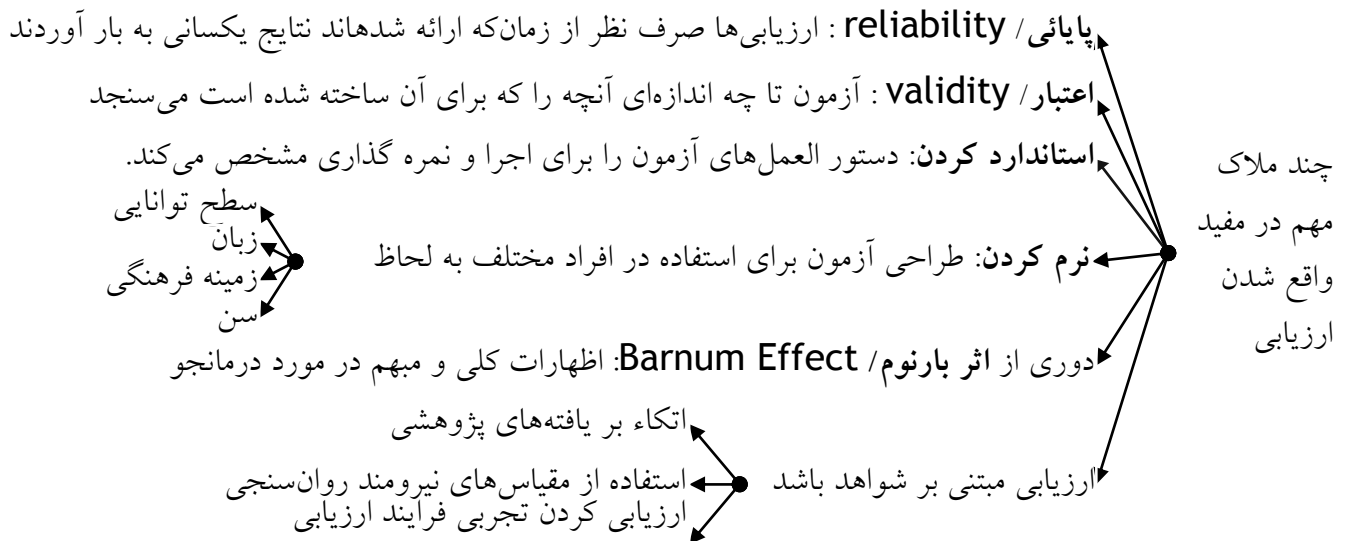 چند ملاک
مهم در مفید
واقع شدن
ارزیابی
پایائی/ reliability : ارزیابی‌ها صرف نظر از زمان‌که ارائه شده‌اند نتایج یکسانی به بار آوردند
اعتبار/ validity : آزمون تا چه اندازه‌ای آنچه را که برای آن ساخته شده است می‌سنجد
استاندارد کردن: دستور العمل‌های آزمون را برای اجرا و نمره گذاری مشخص می‌کند.
نرم کردن: طراحی آزمون برای استفاده در افراد مختلف به لحاظ
سطح توانایی
زبان
زمینه فرهنگی
سن
دوری از اثر بارنوم/ Barnum Effect: اظهارات کلی و مبهم در مورد درمانجو
ارزیابی مبتنی بر شواهد باشد
اتکاء بر یافته‌های پژوهشی
استفاده از مقیاس‌های نیرومند روان‌سنجی
ارزیابی کردن تجربی فرایند ارزیابی